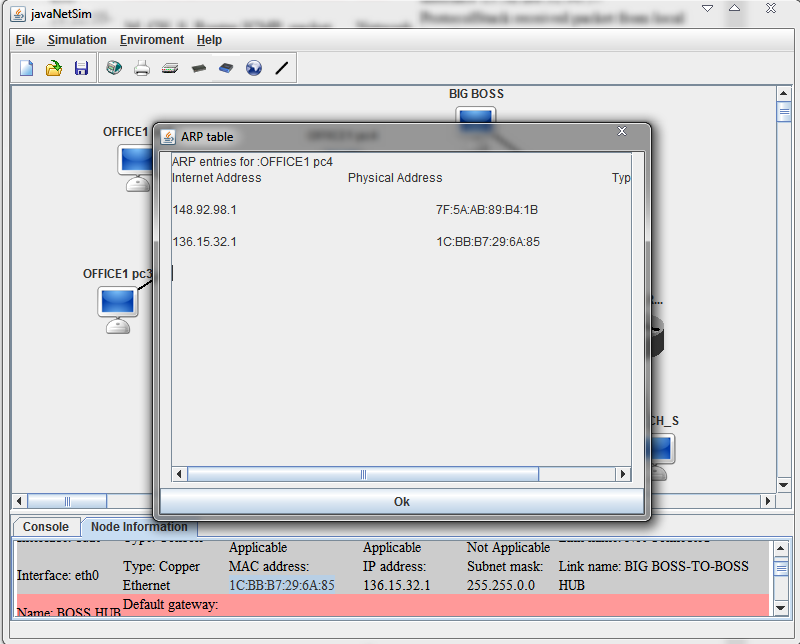 javaNetSim
File Simulation Enviroment Help
BIG BOSS
OFFICE1
ARP table
ARP entries for :OFFICE1 pc4
Internet Address Physical Address Typ
148.92.98.1 7F:5A:AB:89:B4:1B
136.15.32.1 1C:BB:B7:29:6A:85
OFFICE1 pc3
CH_S
Ok
Console Node Information
Applicable Applicable Not Applicable
Interface: eth0 Type: Copper MAC address: IP address: Subnet mask: Link name: BIG BOSS-TO-BOSS
Ethernet 1C:BB:B7:29:6A:85 136.15.32.1 255.255.0.0 HUB
Name: BOSS HUB Default gateway: